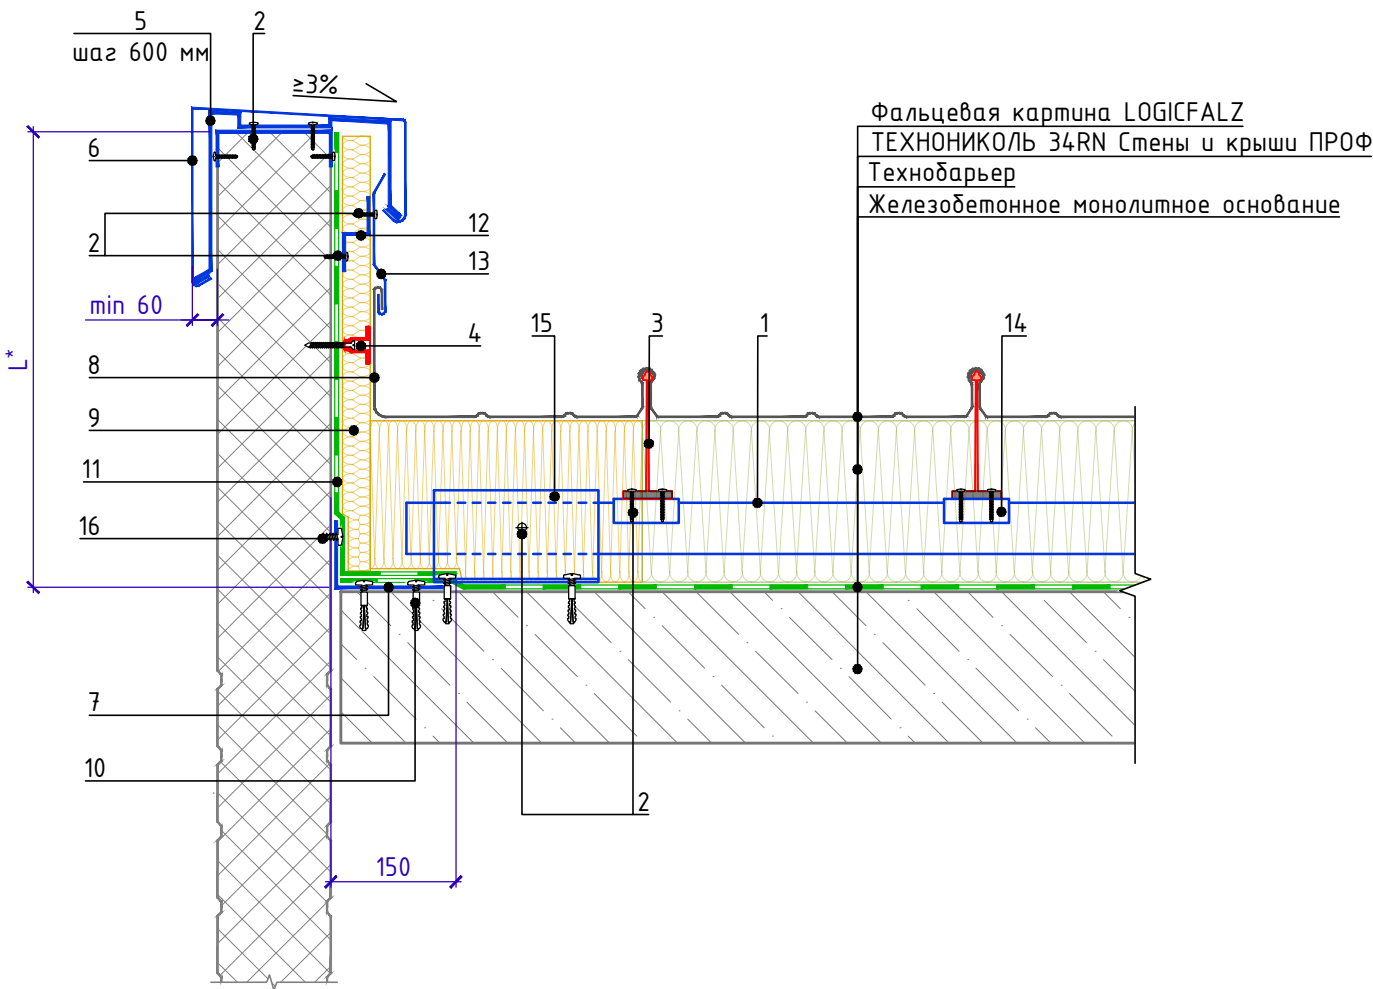 5
2
шаг 600 мм
≥3%
Фальцевая картина LOGICFALZ
ТЕХНОНИКОЛЬ 34RN Стены и крыши ПРОФ
Технобарьер
Железобетонное монолитное основание
6
2
12
13
min 60
L*
4
15
3
1
14
8
9
11
16
7
10
2
150